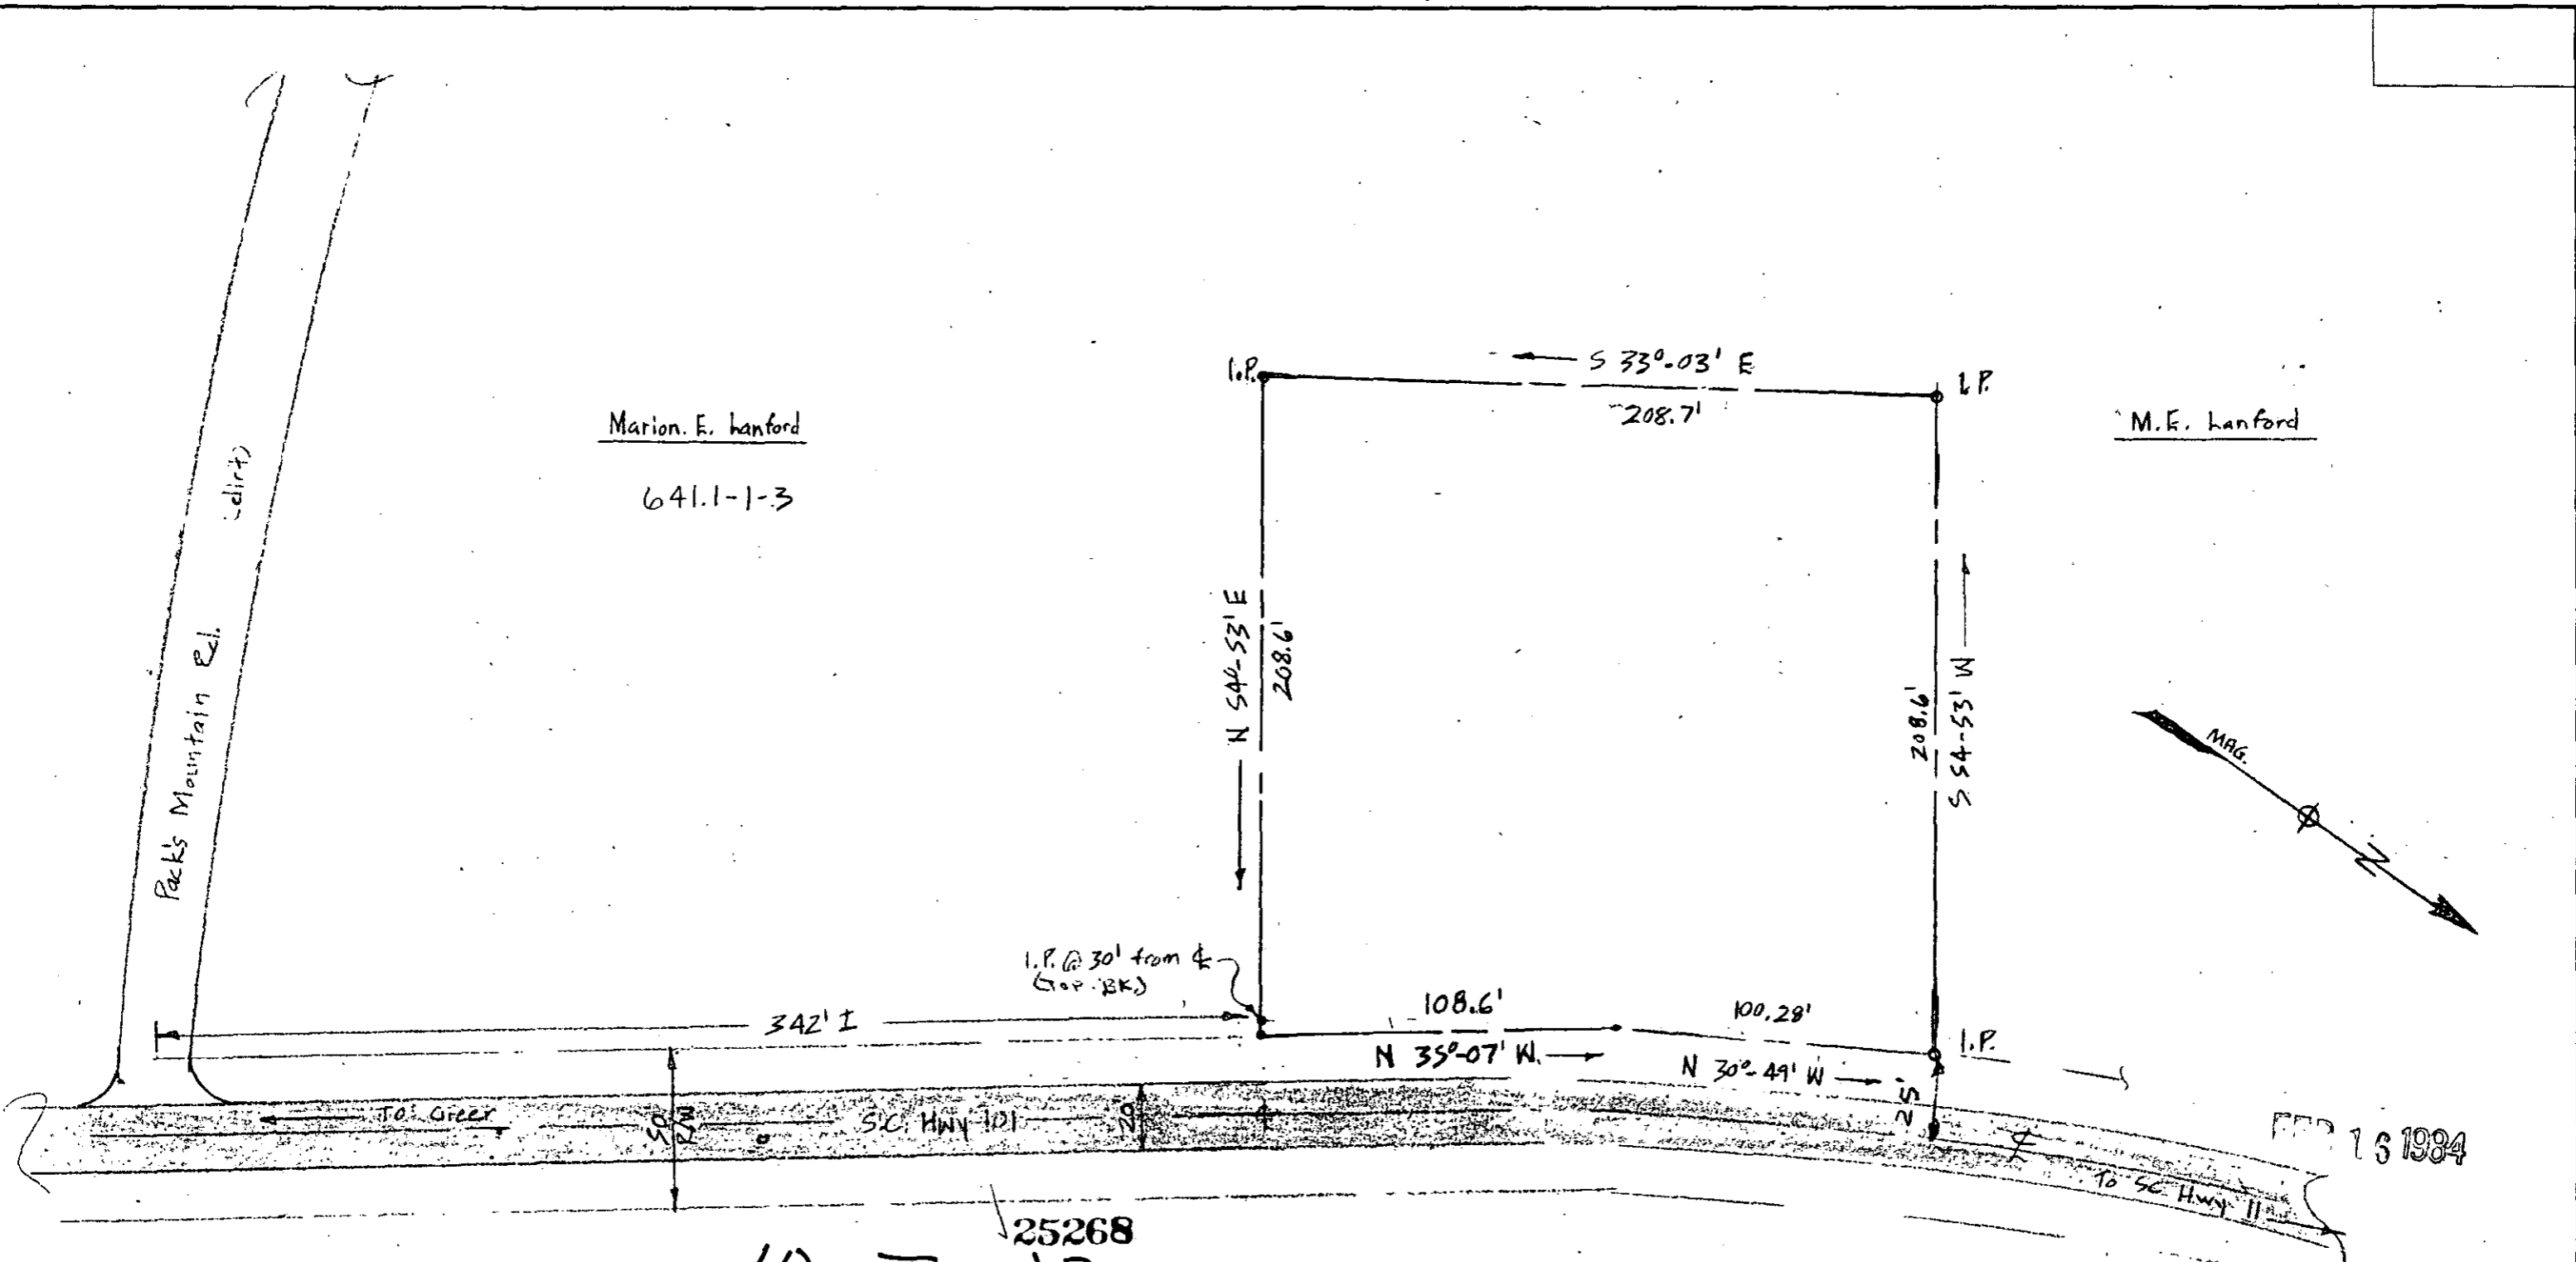 S 33°-03' E
208.7'
I.P.
I.P.
Marion. E. Lanford
641.1-1-3
M.E. Lanford
(dirt)
Pack's Mountain Rd.
N 54°-53' E
208.6'
208.6'
S 54-53' W
MAG.
N
I.P. @ 30' from ℄
(TOP. BK.)
342' ±
108.6'
100.28'
N 35°-07' W.
N 30°-49' W
I.P.
25'
To Greer
50
R/W
S.C. Hwy 101
20
℄
℄
To SC Hwy 11
16 1984
25268